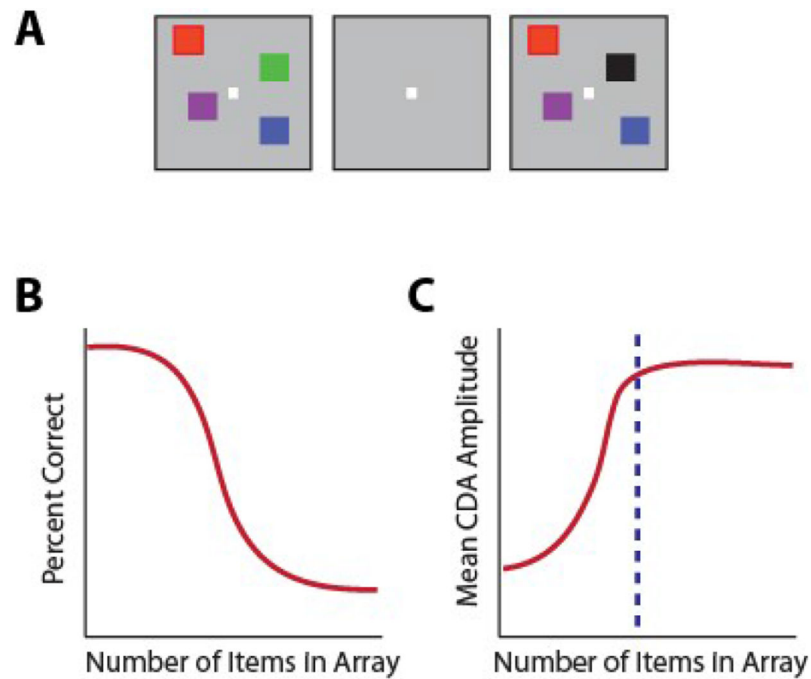 A
B
C
Percent Correct
Mean CDA Amplitude
Number of Items in Array
Number of Items in Array